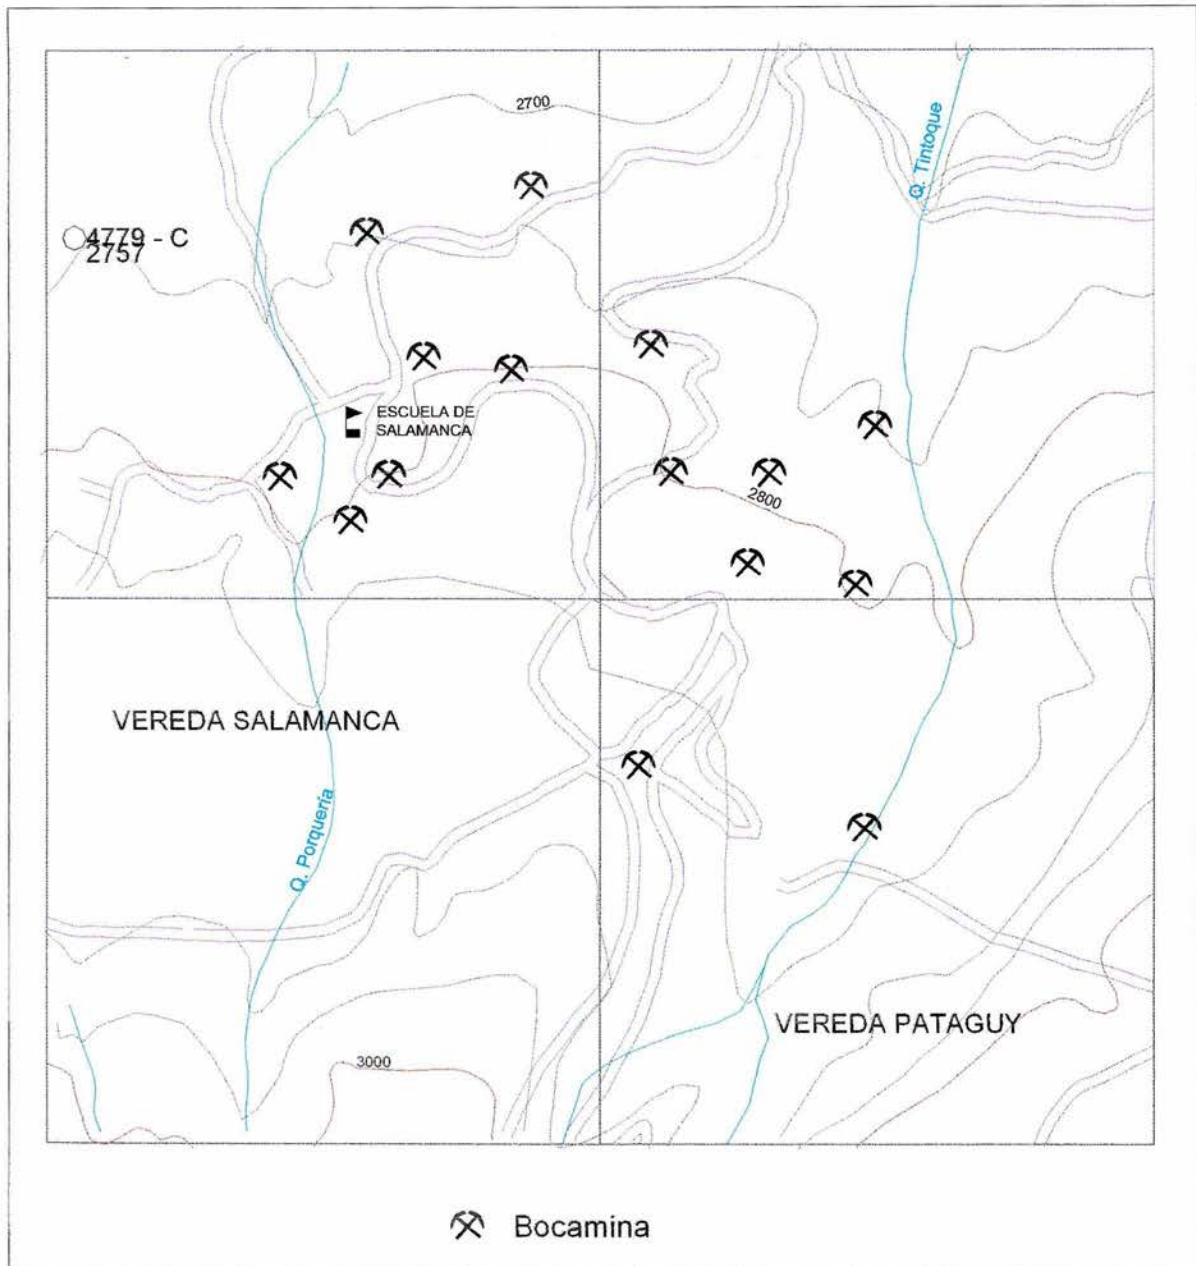 2700
Q. Tintoque
4779 - C
2757
ESCUELA DE
SALAMANCA
2800
VEREDA SALAMANCA
Q. Porquería
VEREDA PATAGUY
3000
Bocamina